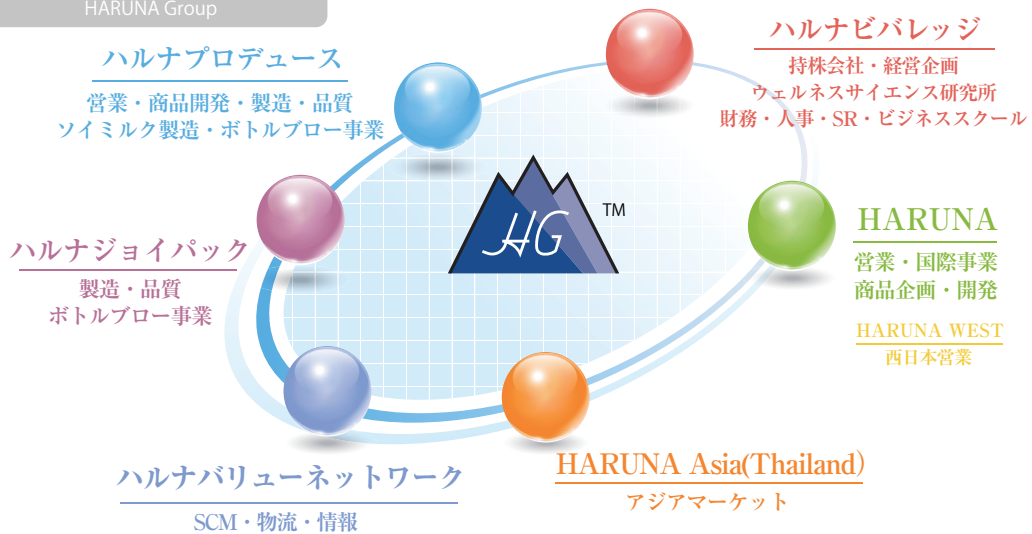 HARUNA Group
ハルナビバレッジ
持株会社・経営企画
ウェルネスサイエンス研究所
財務・人事・SR・ビジネススクール
ハルナプロデュース
営業・商品開発・製造・品質
ソイミルク製造・ボトルブロー事業
HG
TM
HARUNA
営業・国際事業
商品企画・開発
HARUNA WEST
西日本営業
ハルナジョイパック
製造・品質
ボトルブロー事業
HARUNA Asia(Thailand)
アジアマーケット
ハルナバリューネットワーク
SCM・物流・情報